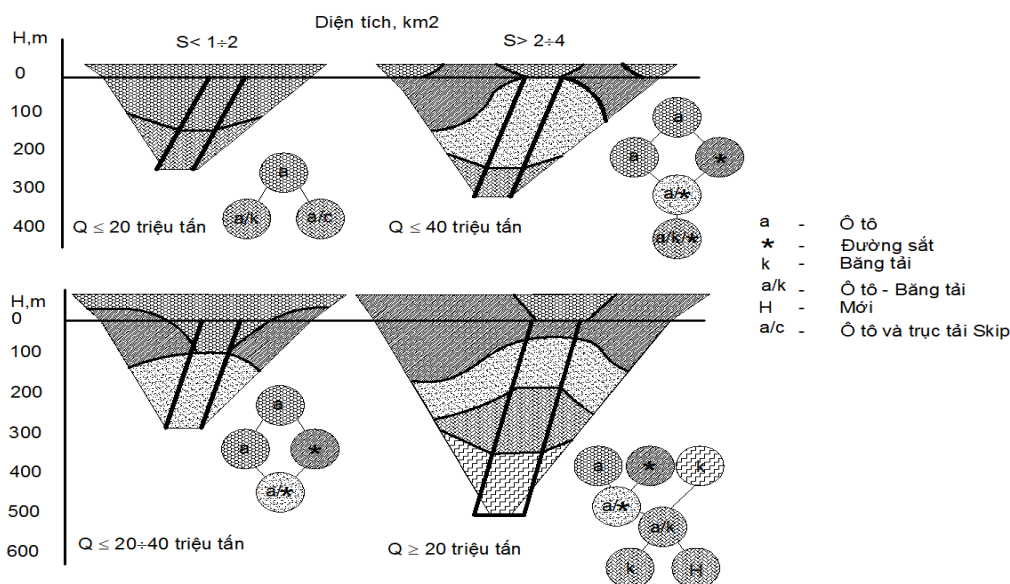 Diện tích, km2
H,m
S< 1÷2
S> 2÷4
0
100
200
300
400
a
a/k
a/c
Q ≤ 20 triệu tấn
a
a
*
a/*
a/k/*
Q ≤ 40 triệu tấn
a - Ô tô
* - Đường sắt
k - Băng tải
a/k - Ô tô - Băng tải
H - Mới
a/c - Ô tô và trục tải Skip
H,m
0
100
200
300
400
500
600
a
a
*
a/*
Q ≤ 20÷40 triệu tấn
a
*
k
a/*
a/k
k
H
Q ≥ 20 triệu tấn